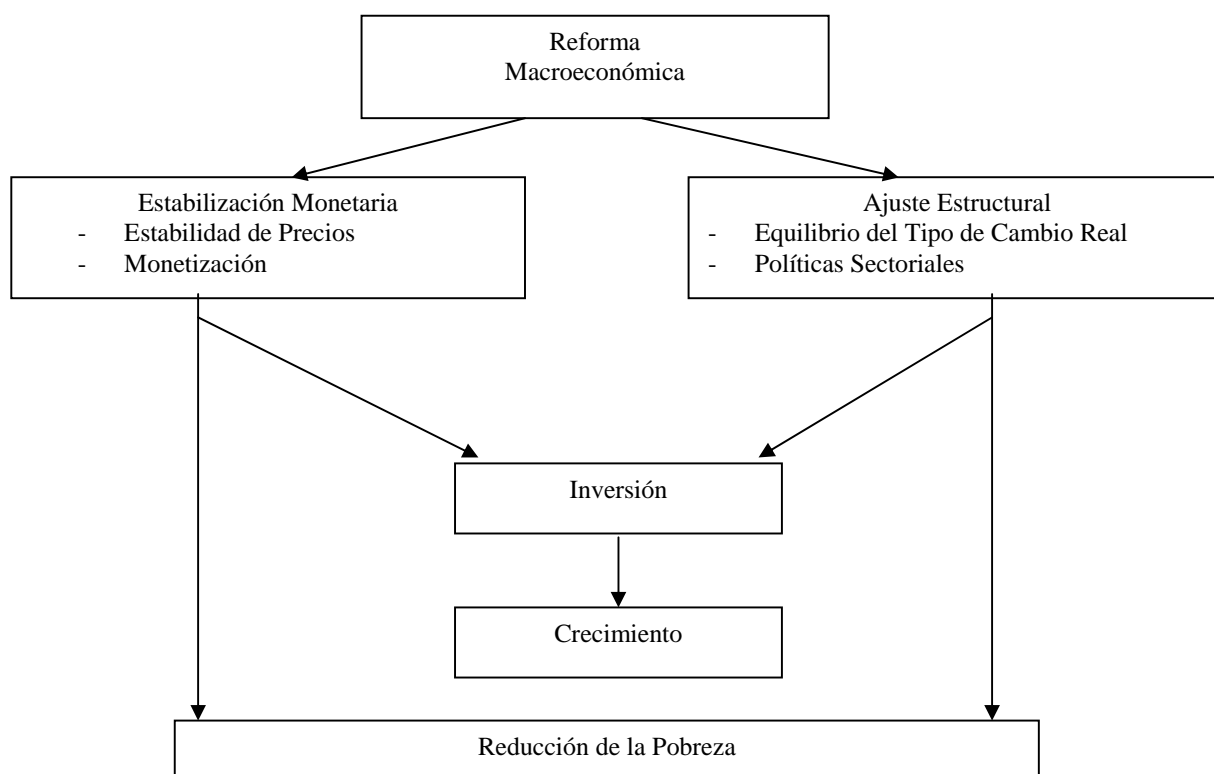 Reforma
Macroeconómica
Estabilización Monetaria
- Estabilidad de Precios
- Monetización
Ajuste Estructural
- Equilibrio del Tipo de Cambio Real
- Políticas Sectoriales
Inversión
Crecimiento
Reducción de la Pobreza